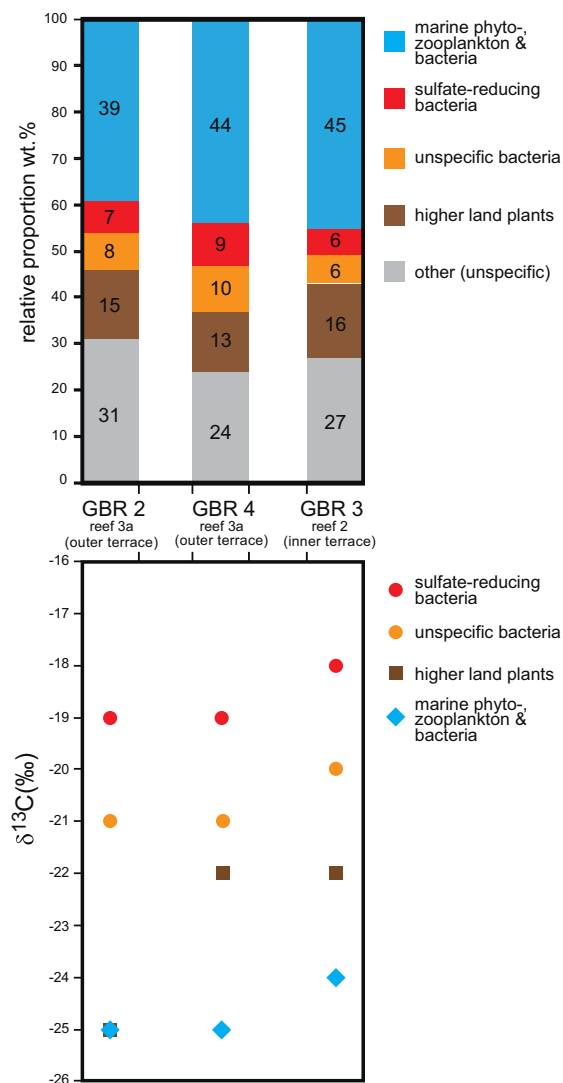 relative proportion wt.%
100
90
80
70
60
50
40
30
20
10
0
39
7
8
15
31
44
9
10
13
24
45
6
6
16
27
marine phyto-,
zooplankton &
bacteria
sulfate-reducing
bacteria
unspecific bacteria
higher land plants
other (unspecific)
GBR 2
reef 3a
(outer terrace)
GBR 4
reef 3a
(outer terrace)
GBR 3
reef 2
(inner terrace)
δ13C(‰)
-16
-17
-18
-19
-20
-21
-22
-23
-24
-25
-26
sulfate-reducing
bacteria
unspecific bacteria
higher land plants
marine phyto-,
zooplankton &
bacteria